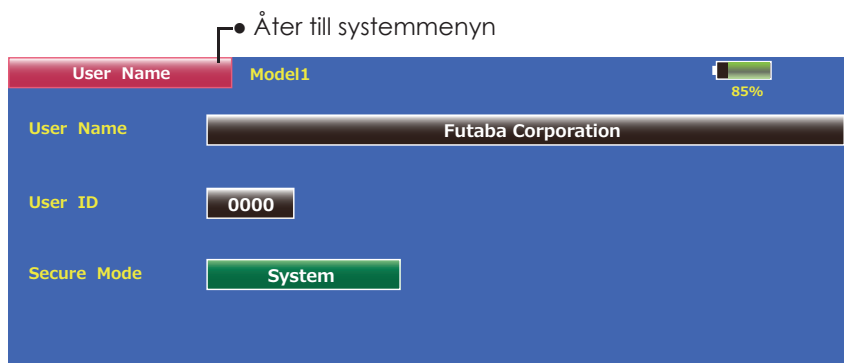 Åter till systemmenyn
User Name Model1
85%
User Name Futaba Corporation
User ID 0000
Secure Mode System